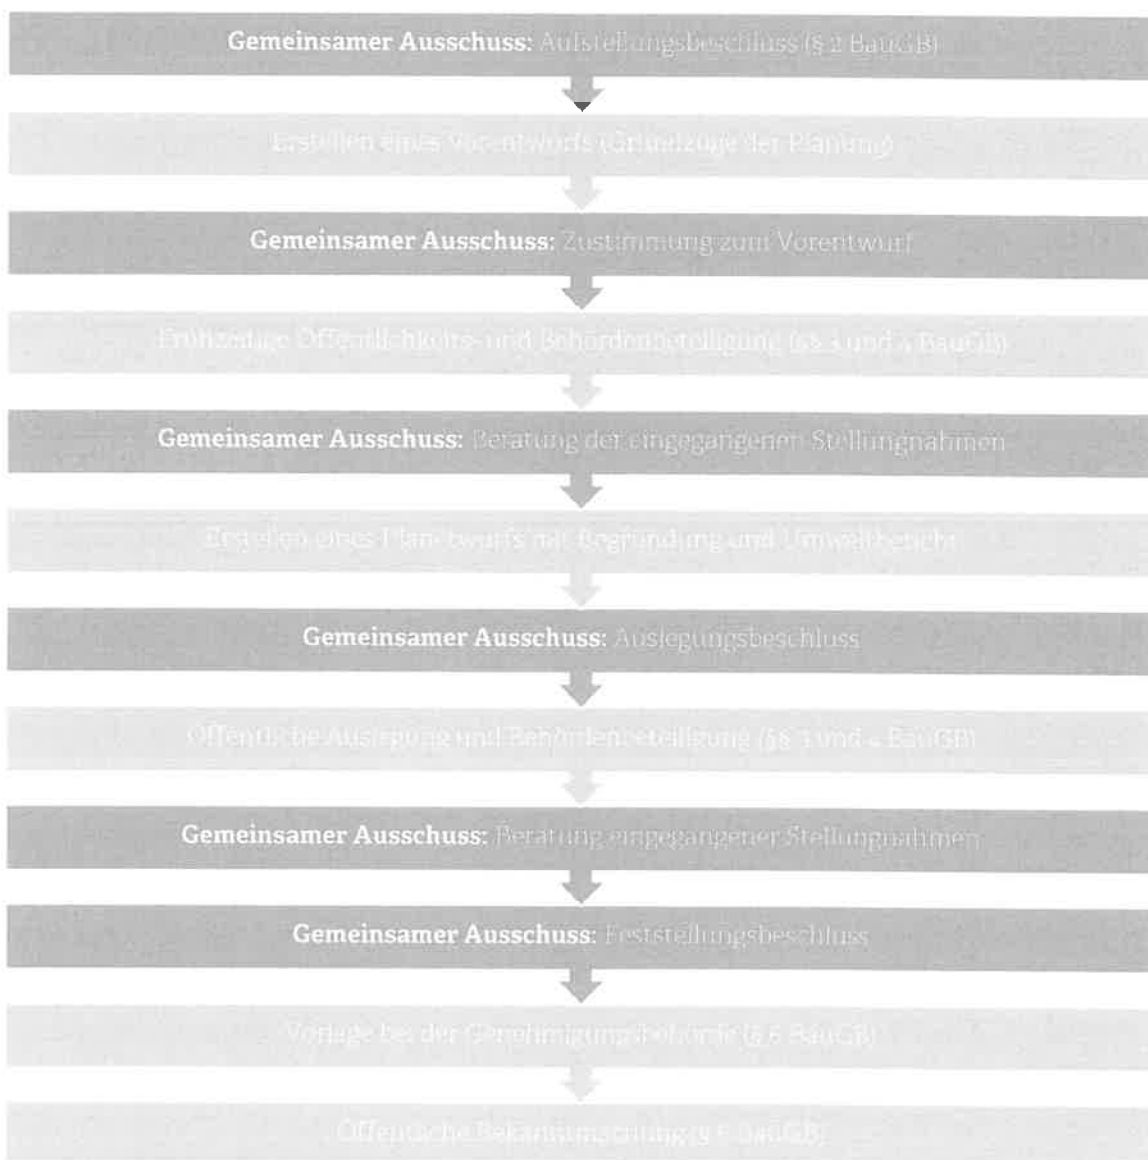 Gemeinsamer Ausschuss: Aufstellungsbeschluss (§ 2 BauGB)
Erstellen eines Vorentwurfs (Grundzüge der Planung)
Gemeinsamer Ausschuss: Zustimmung zum Vorentwurf
Frühzeitige Öffentlichkeits- und Behördenbeteiligung (§§ 3 und 4 BauGB)
Gemeinsamer Ausschuss: Beratung der eingegangenen Stellungnahmen
Erstellen eines Planentwurfs mit Begründung und Umweltbericht
Gemeinsamer Ausschuss: Auslegungsbeschluss
Öffentliche Auslegung und Behördenbeteiligung (§§ 3 und 4 BauGB)
Gemeinsamer Ausschuss: Beratung eingegangener Stellungnahmen
Gemeinsamer Ausschuss: Feststellungsbeschluss
Vorlage bei der Genehmigungsbehörde (§ 6 BauGB)
Öffentliche Bekanntmachung (§ 6 BauGB)